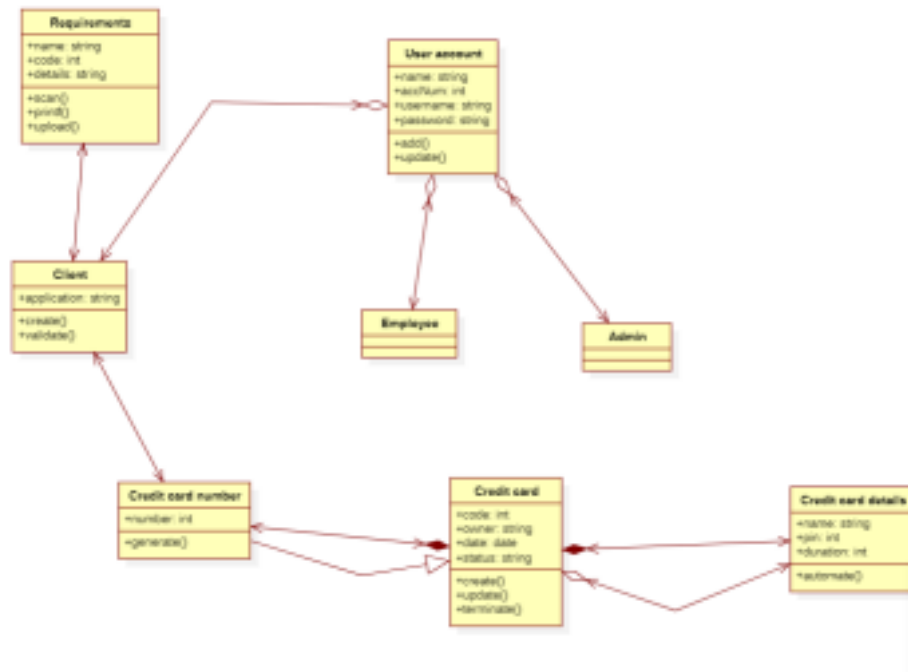 Requirements
+name: string
+code: int
+details: string
+scan()
+printf()
+upload()
User account
+name: string
+accNum: int
+username: string
+password: string
+add()
+update()
Client
+application: string
+create()
+validate()
Employee
Admin
Credit card number
+number: int
+generate()
Credit card
+code: int
+owner: string
+date: date
+status: string
+create()
+update()
+terminate()
Credit card details
+name: string
+pin: int
+duration: int
+automate()